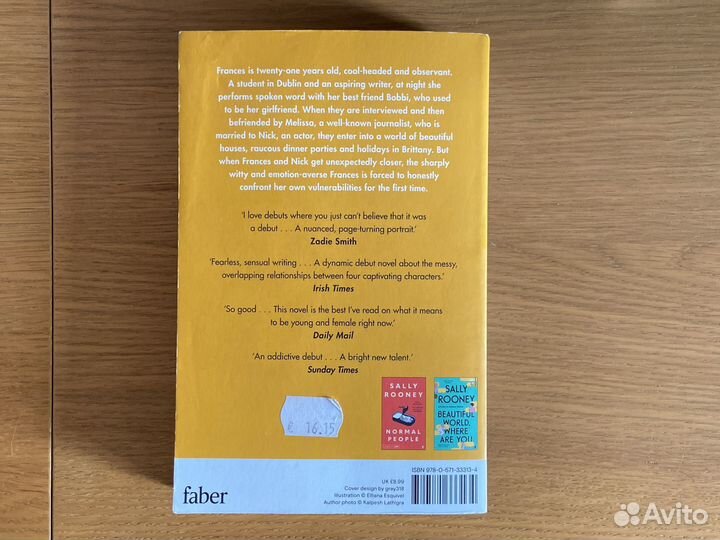 Frances is twenty-one years old, cool-headed and observant.
A student in Dublin and an aspiring writer, at night she
performs spoken word with her best friend Bobbi, who used
to be her girlfriend. When they are interviewed and then
befriended by Melissa, a well-known journalist, who is
married to Nick, an actor, they enter into a world of beautiful
houses, raucous dinner parties and holidays in Brittany. But
when Frances and Nick get unexpectedly closer, the sharply
witty and emotion-averse Frances is forced to honestly
confront her own vulnerabilities for the first time.
'I love debuts where you just can't believe that it was
a debut . . . A nuanced, page-turning portrait.'
Zadie Smith
'Fearless, sensual writing . . . A dynamic debut novel about the messy,
overlapping relationships between four captivating characters.'
Irish Times
'So good . . . This novel is the best I've read on what it means
to be young and female right now.'
Daily Mail
'An addictive debut . . . A bright new talent.'
Sunday Times
€ 16.15
SALLY
ROONEY
NORMAL
PEOPLE
SALLY
ROONEY
BEAUTIFUL
WORLD,
WHERE
ARE YOU
faber
UK £8.99
Cover design by gray318
Illustration © Elliana Esquivel
Author photo © Kalpesh Lathigra
ISBN 978-0-571-33313-4
Avito